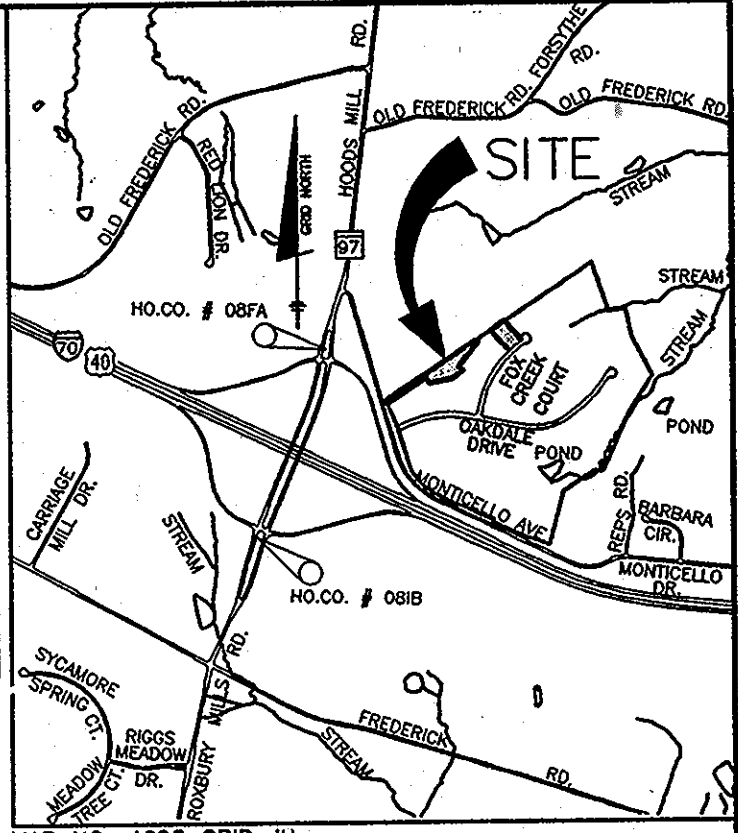 RD.
FORSYTHE
RD.
OLD FREDERICK RD.
OLD FREDERICK RD.
HOODS MILL
OLD FREDERICK RD.
RED LION DR.
GRID NORTH
SITE
STREAM
97
STREAM
HO.CO. # 08FA
70
40
STREAM
FOX CREEK COURT
OAKDALE
DRIVE
POND
POND
MONTICELLO AVE
CARRIAGE
MILL DR.
STREAM
REPS RD.
BARBARA
CIR.
MONTICELLO
DR.
HO.CO. # 08IB
RD.
MILLS
ROXBURY
SYCAMORE
SPRING CT.
RIGGS
MEADOW
DR.
MEADOW
TREE CT.
FREDERICK
RD.
STREAM